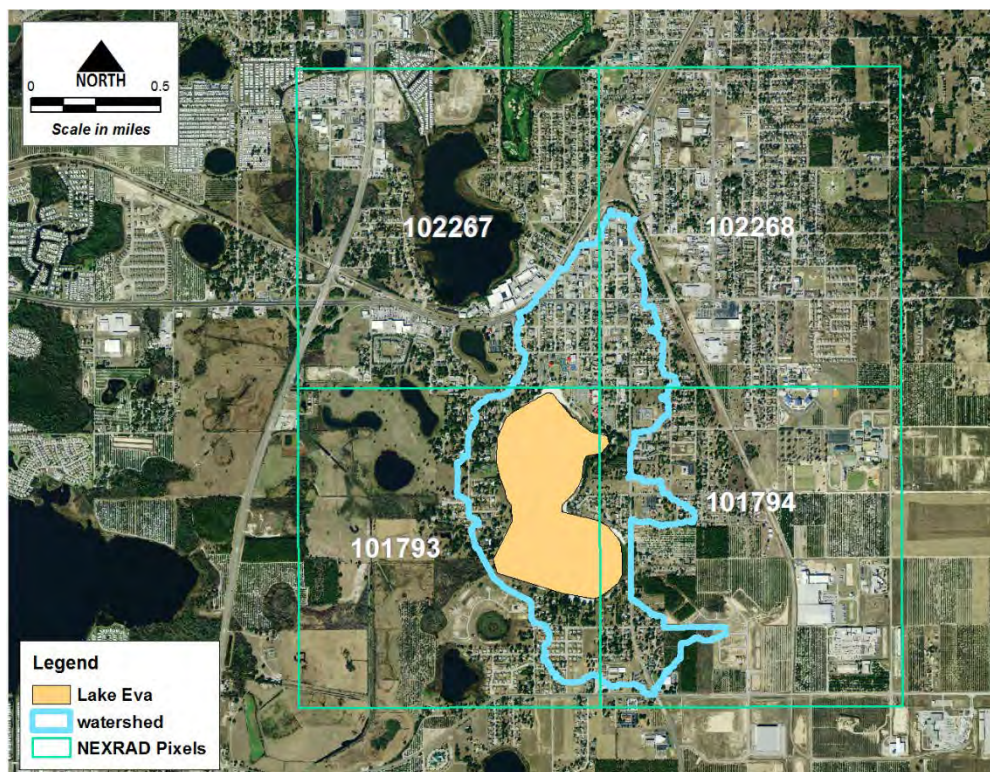 NORTH
0 0.5
Scale in miles
102267
102268
101793
101794
Legend
Lake Eva
watershed
NEXRAD Pixels